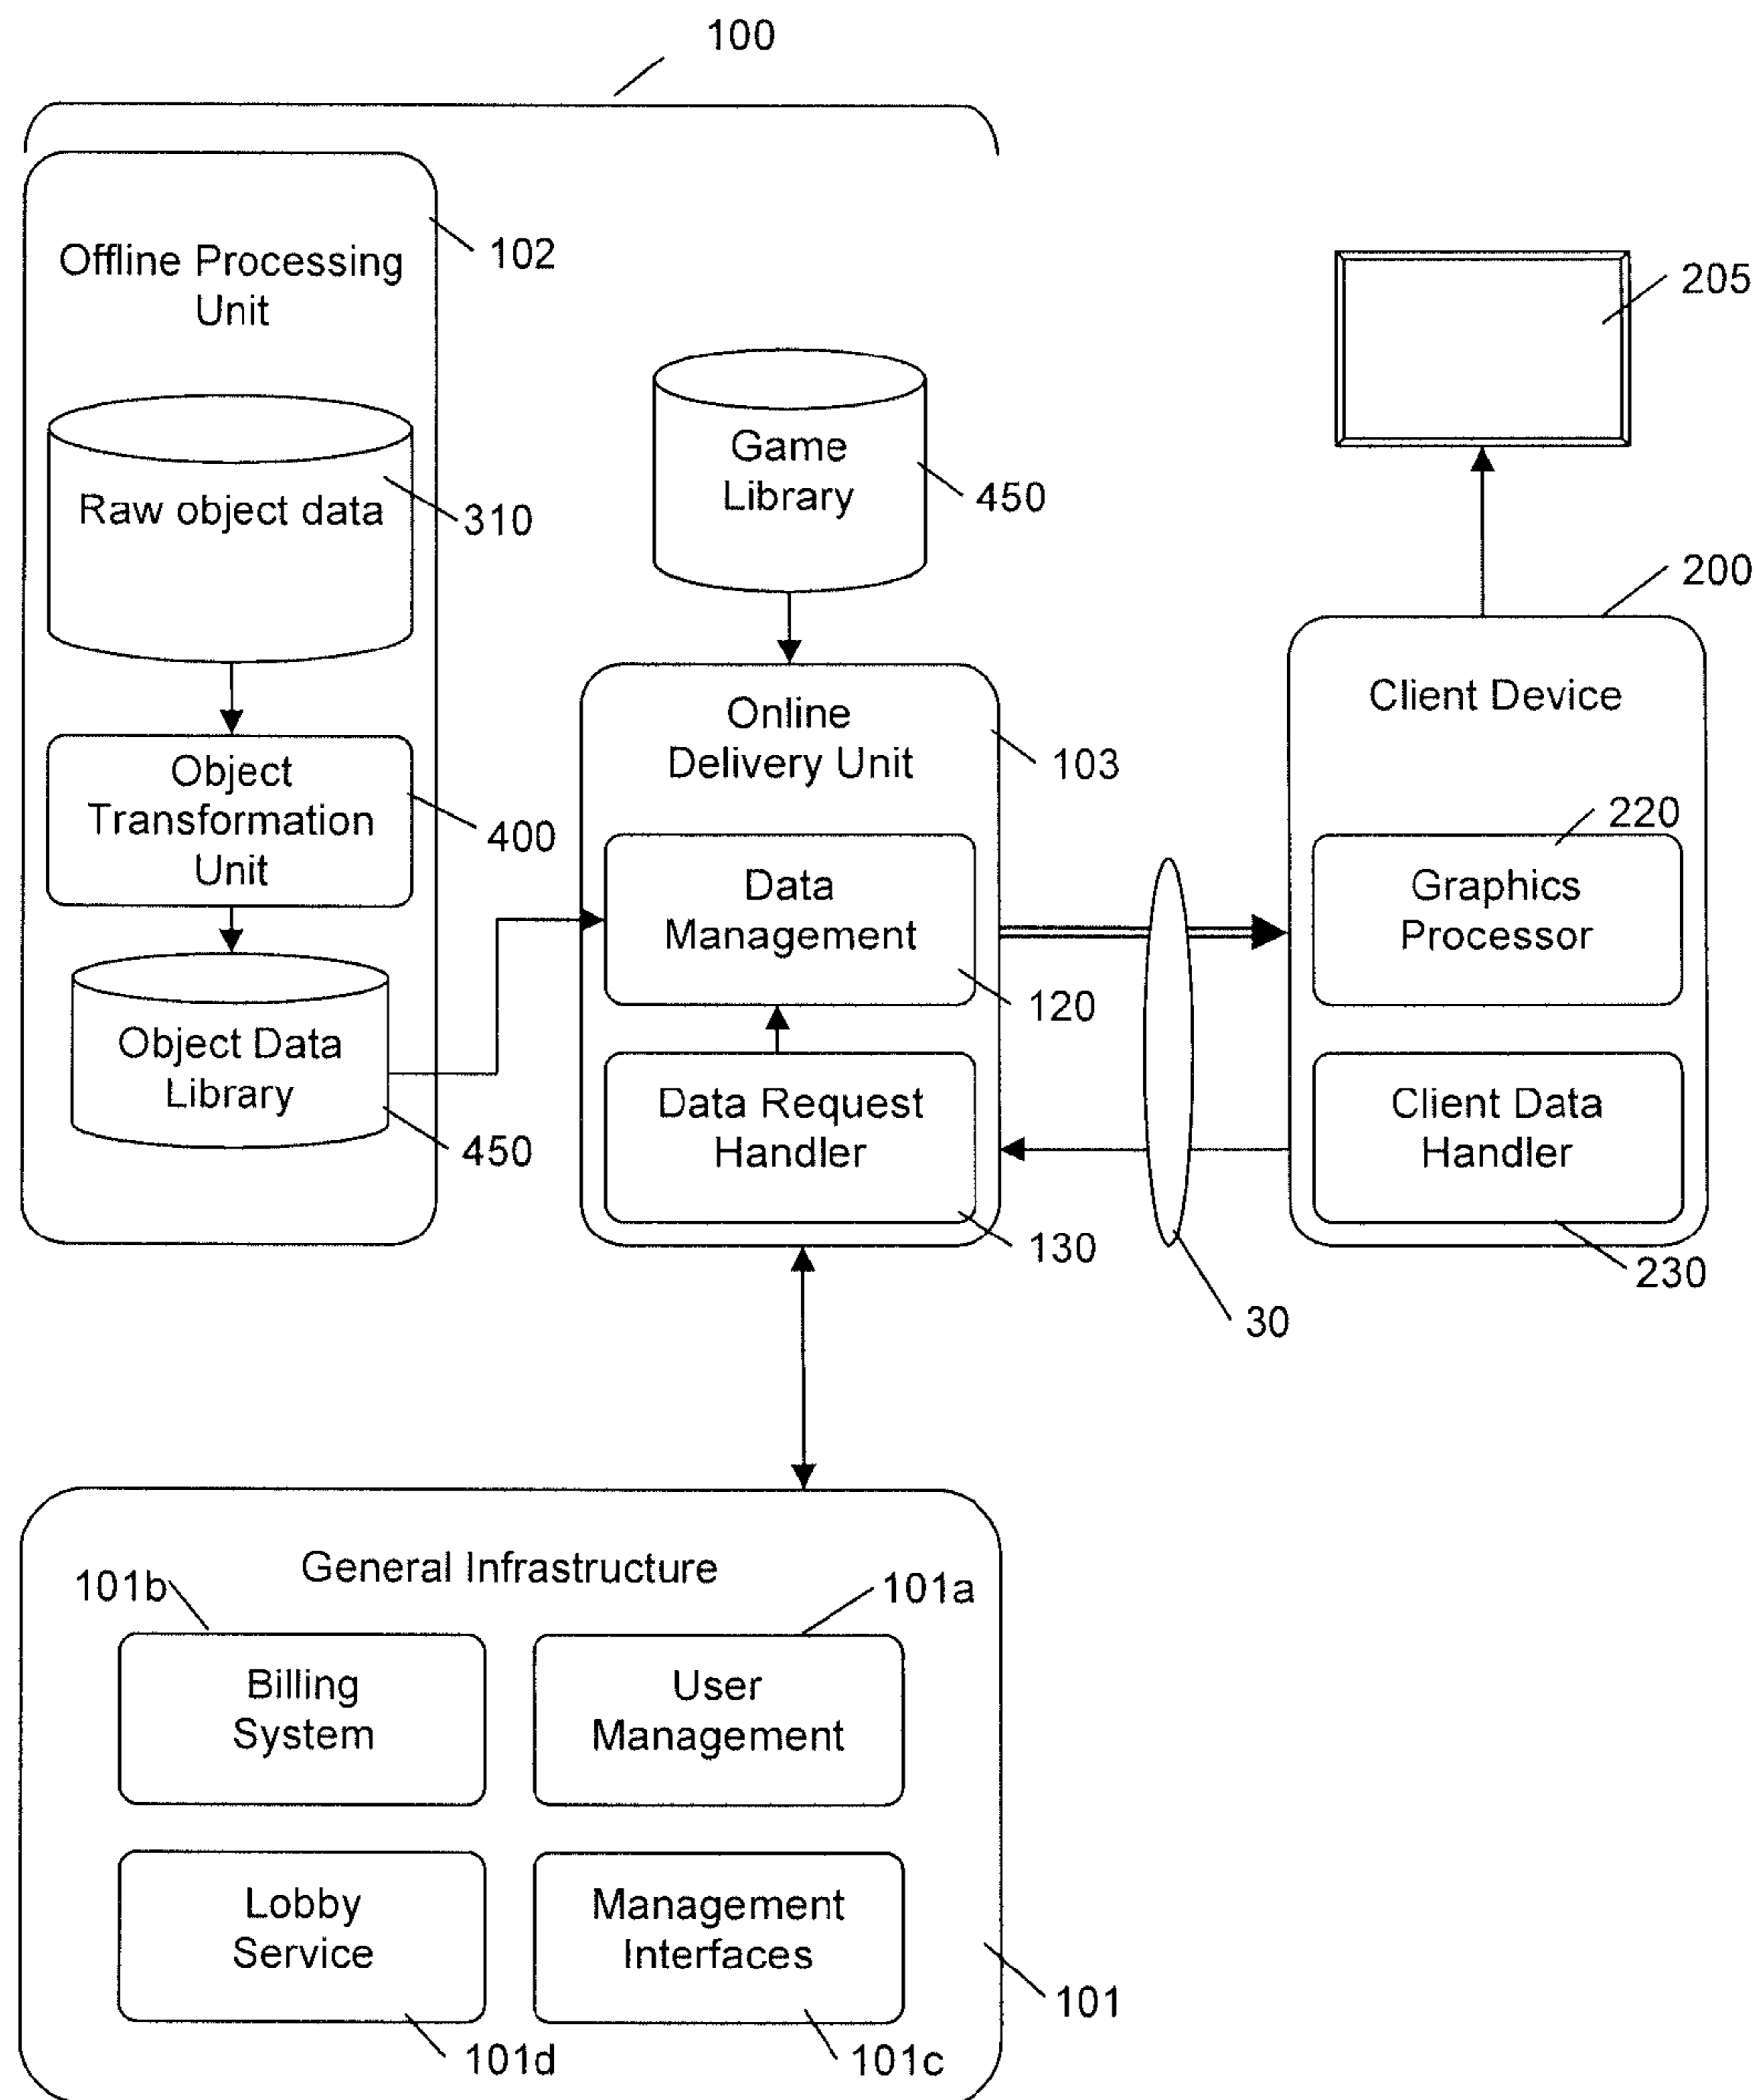 100
Offline Processing
Unit
102
205
Raw object data
310
Game
Library
450
200
Client Device
Object
Transformation
Unit
400
Online
Delivery Unit
103
220
Graphics
Processor
Data
Management
120
Object Data
Library
450
Data Request
Handler
130
Client Data
Handler
230
30
General Infrastructure
101b
101a
Billing
System
User
Management
Lobby
Service
Management
Interfaces
101
101d
101c